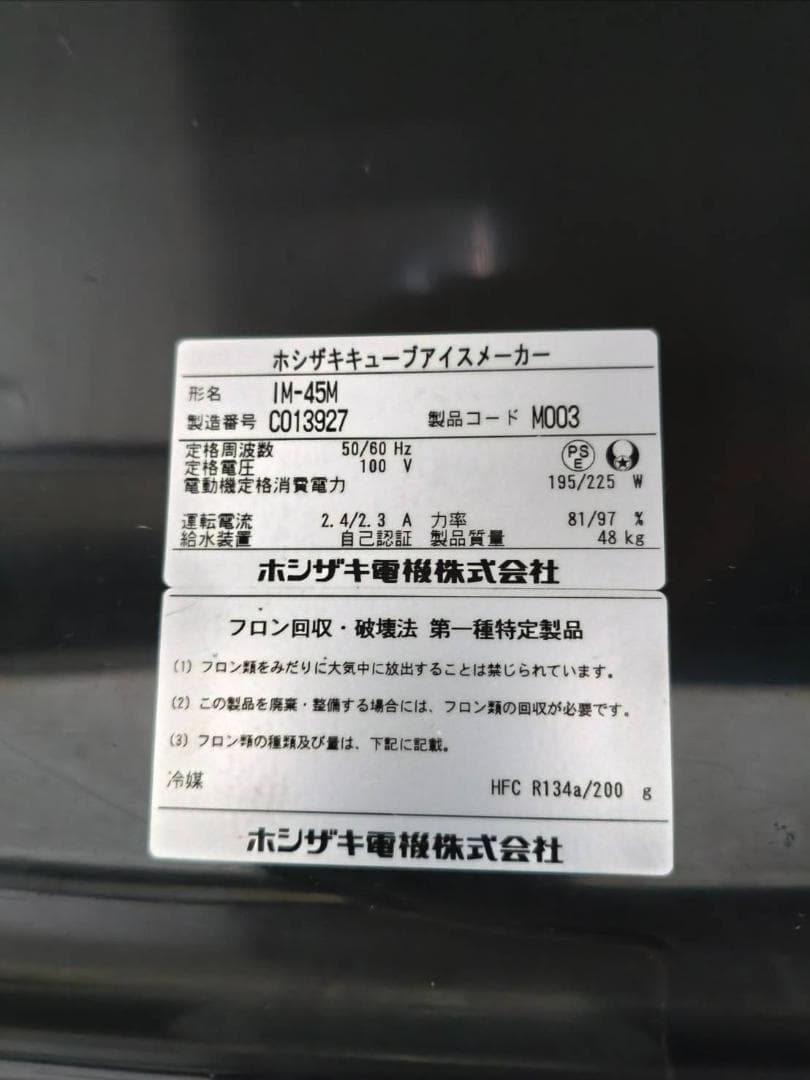 ホシザキキューブアイスメーカー
形名 IM-45M
製造番号 C013927 製品コード M003
定格周波数 50/60 Hz
定格電圧 100 V
PS E
電動機定格消費電力 195/225 W
運転電流 2.4/2.3 A 力率 81/97 %
給水装置 自己認証 製品質量 48 kg
ホシザキ電機株式会社
フロン回収・破壊法 第一種特定製品
(1) フロン類をみだりに大気中に放出することは禁じられています。
(2) この製品を廃棄・整備する場合には、フロン類の回収が必要です。
(3) フロン類の種類及び量は、下記に記載。
冷媒 HFC R134a/200 g
ホシザキ電機株式会社